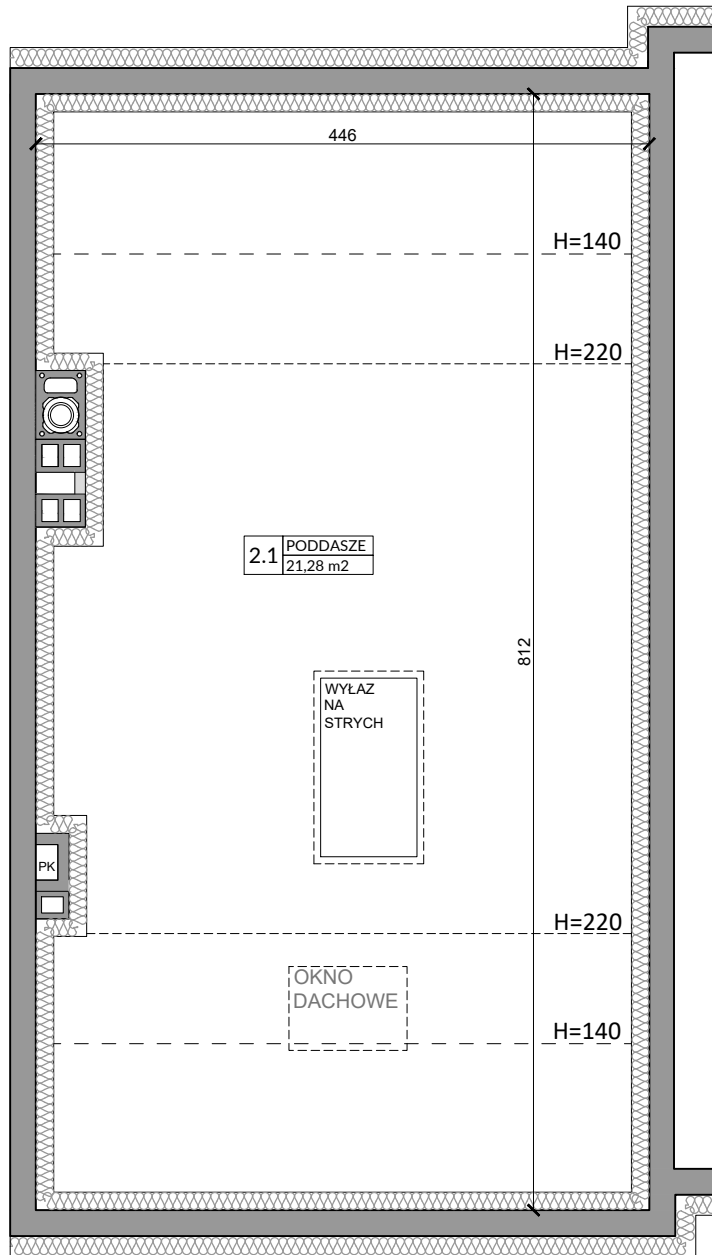 446
H=140
H=220
2.1
PODDASZE
21,28 m2
812
WYŁAZ
NA
STRYCH
PK
H=220
OKNO
DACHOWE
H=140